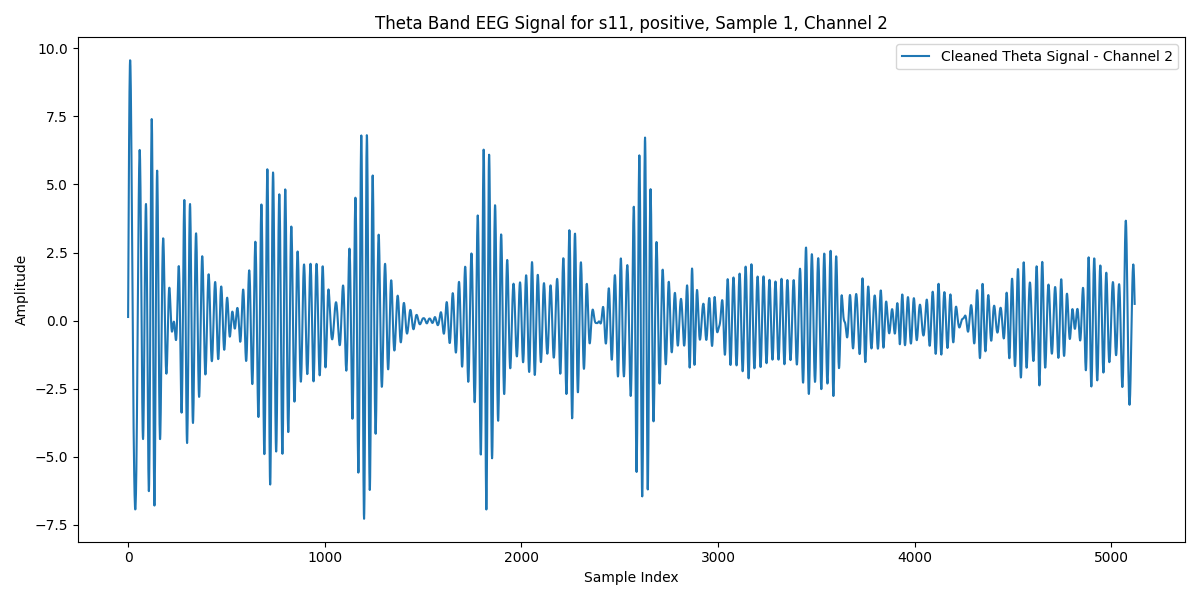 Theta Band EEG Signal for s11, positive, Sample 1, Channel 2
Cleaned Theta Signal - Channel 2
10.0
7.5
5.0
2.5
0.0
−2.5
−5.0
−7.5
Amplitude
0 1000 2000 3000 4000 5000
Sample Index